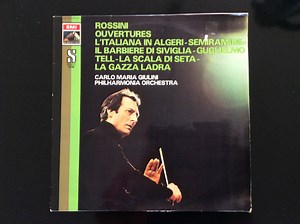 EMI
ROSSINI
OUVERTURES
L'ITALIANA IN ALGERI - SEMIRAMIDE -
IL BARBIERE DI SIVIGLIA - GUGLIELMO
TELL - LA SCALA DI SETA -
LA GAZZA LADRA
CARLO MARIA GIULINI
PHILHARMONIA ORCHESTRA